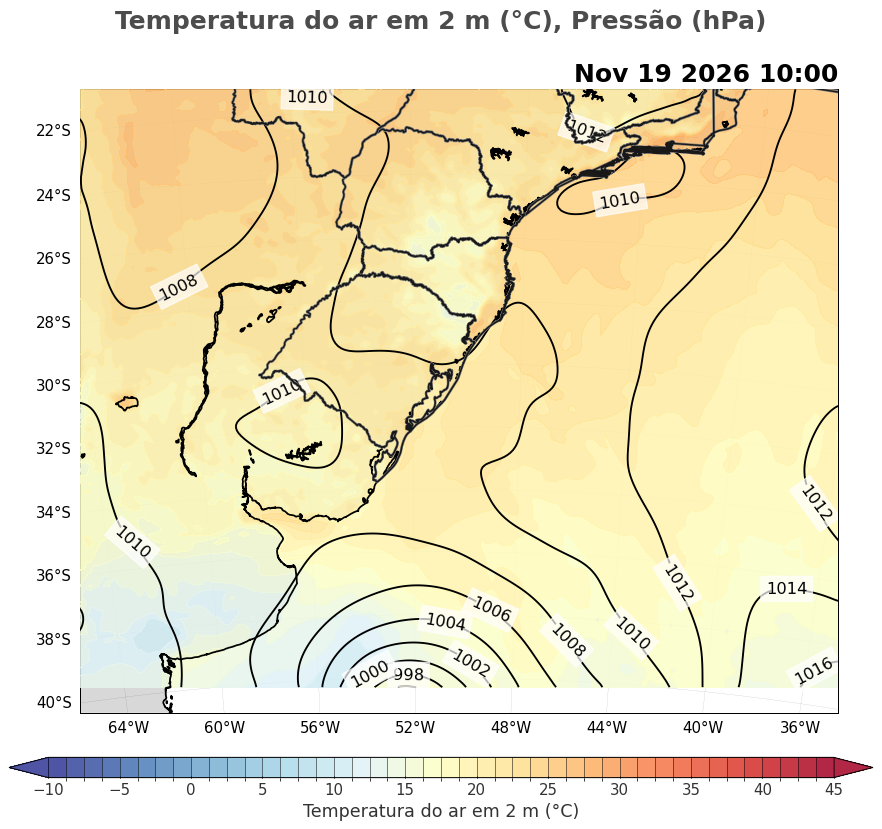 Temperatura do ar em 2 m (°C), Pressão (hPa)
Nov 19 2026 10:00
1010
1012
1010
1008
1010
1010
1012
1012
1014
1006
1004
1008
1010
1002
1000
998
1016
22°S
24°S
26°S
28°S
30°S
32°S
34°S
36°S
38°S
40°S
64°W 60°W 56°W 52°W 48°W 44°W 40°W 36°W
−10 −5 0 5 10 15 20 25 30 35 40 45
Temperatura do ar em 2 m (°C)